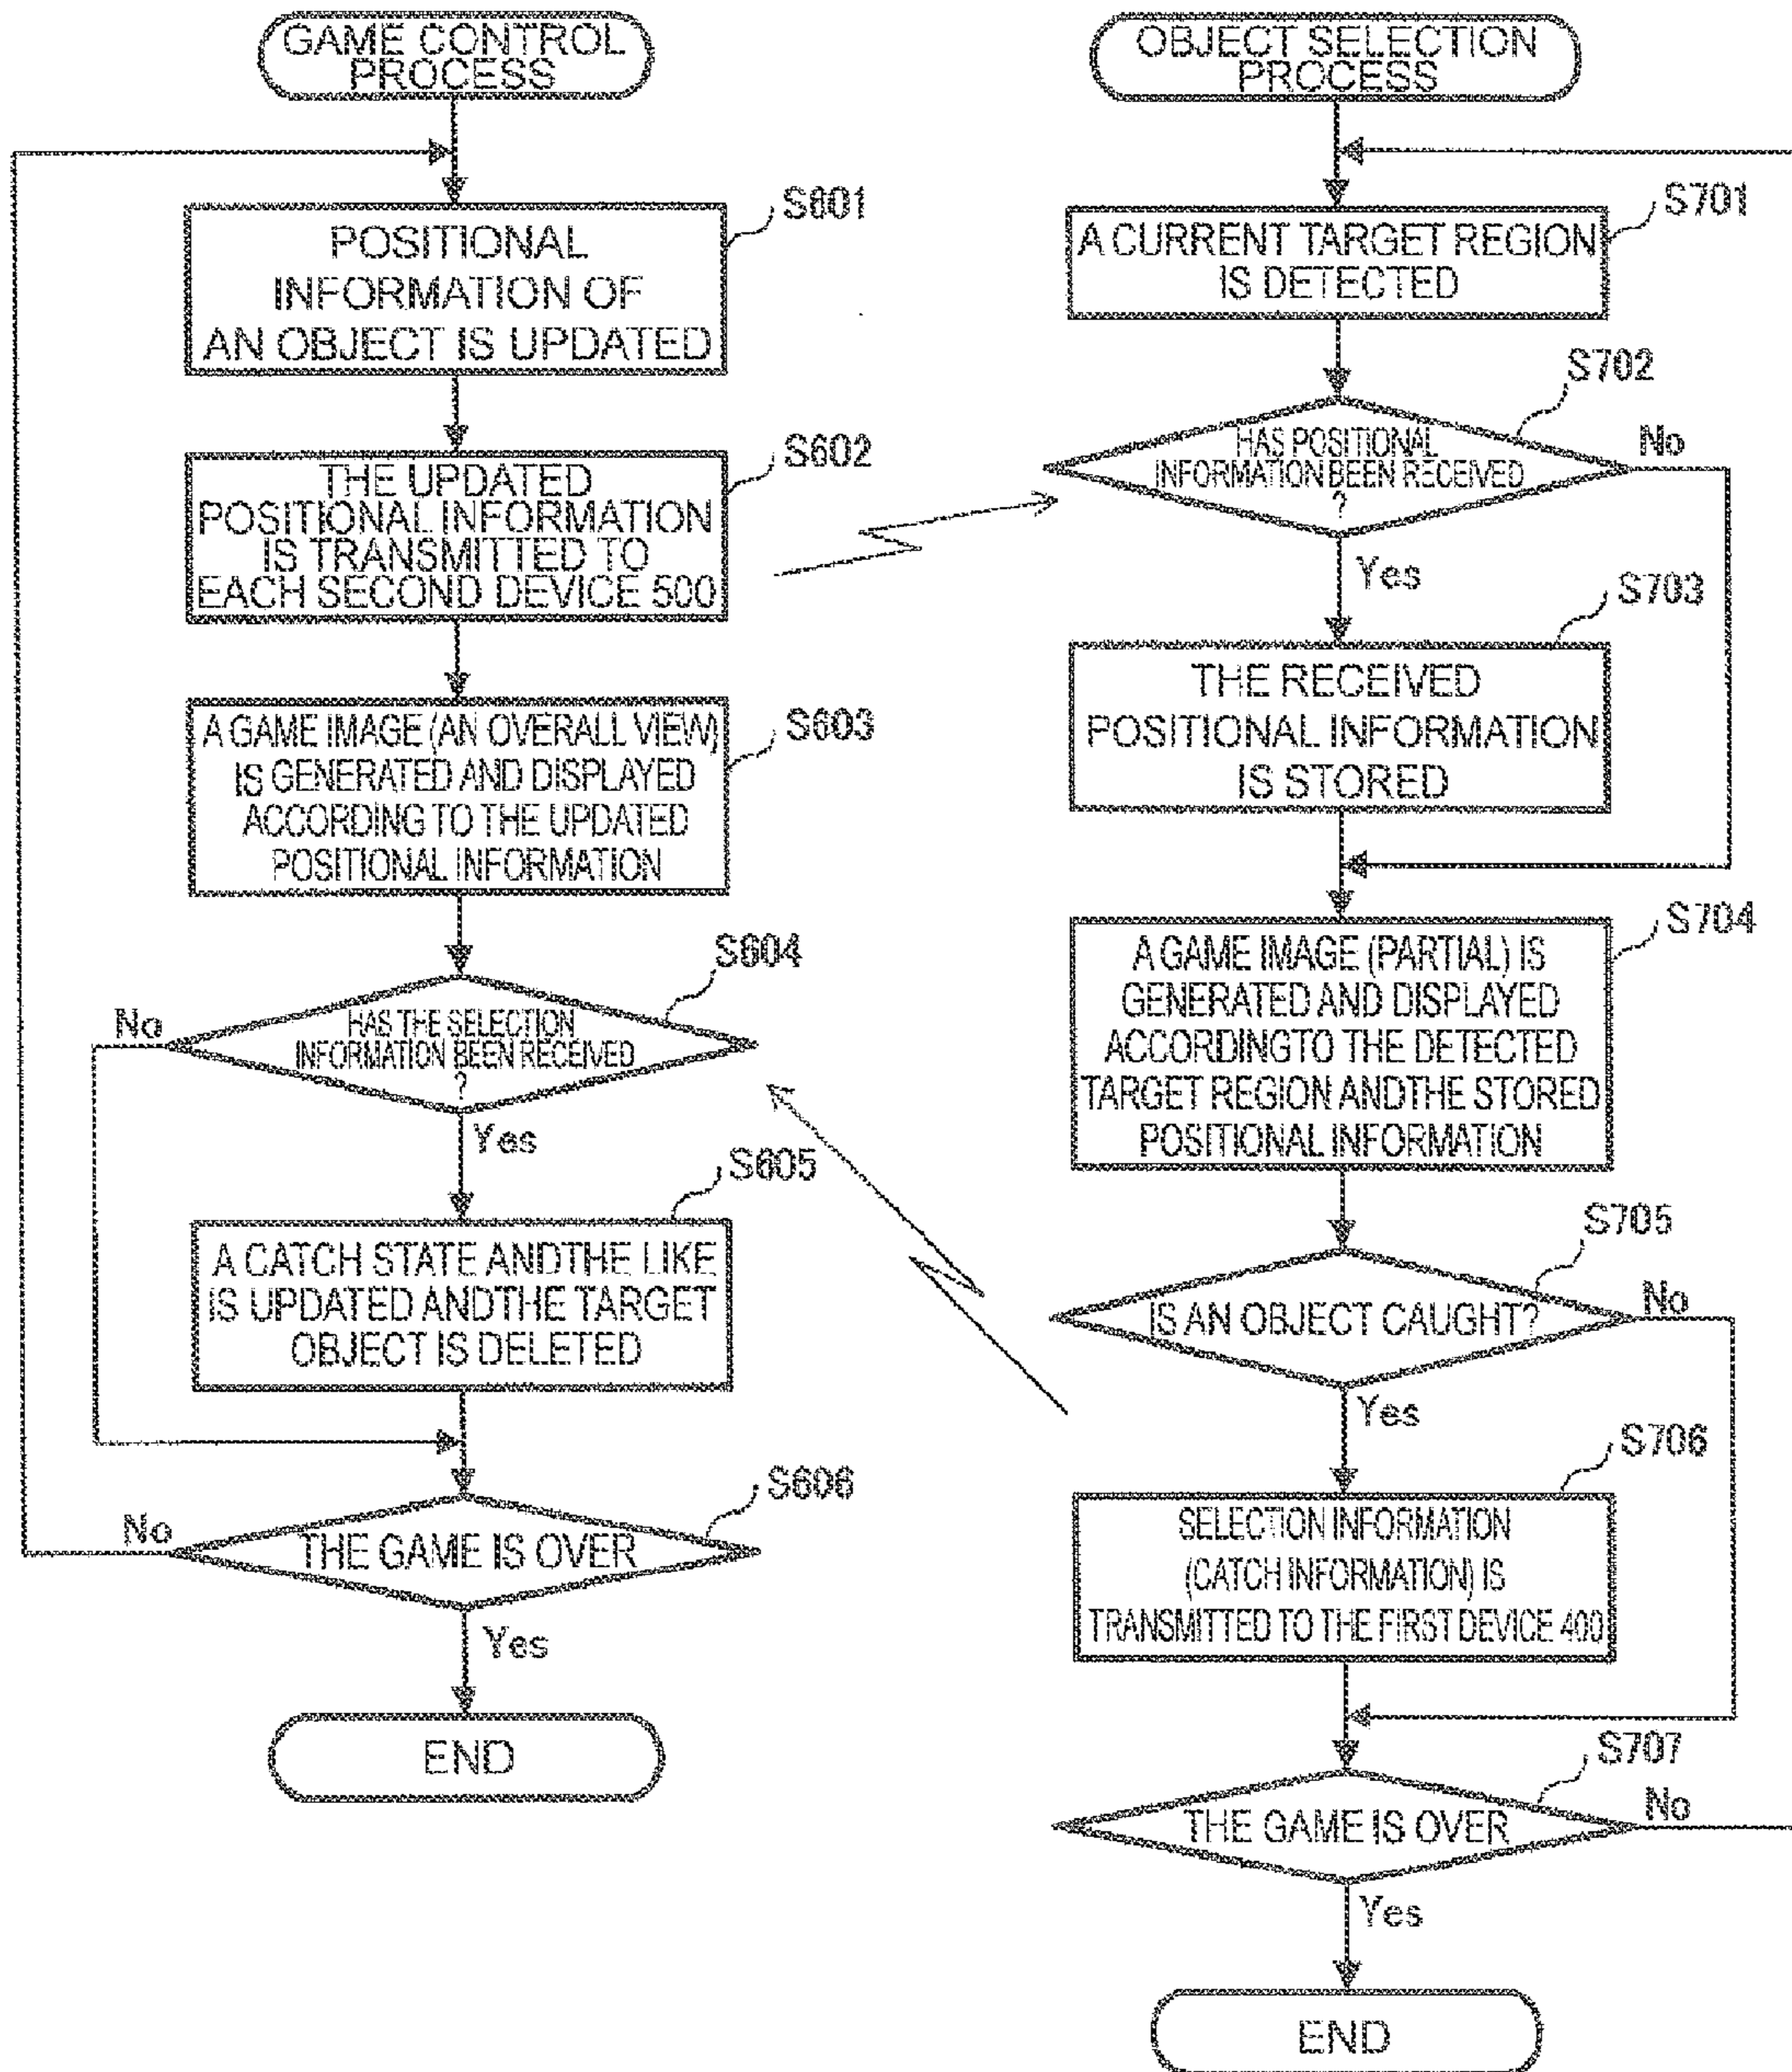 GAME CONTROL
PROCESS
S601
POSITIONAL
INFORMATION OF
AN OBJECT IS UPDATED
S602
THE UPDATED
POSITIONAL INFORMATION
IS TRANSMITTED TO
EACH SECOND DEVICE 500
S603
A GAME IMAGE (AN OVERALL VIEW)
IS GENERATED AND DISPLAYED
ACCORDING TO THE UPDATED
POSITIONAL INFORMATION
S604
HAS THE SELECTION
INFORMATION BEEN RECEIVED
?
No
Yes
S605
A CATCH STATE ANDTHE LIKE
IS UPDATED ANDTHE TARGET
OBJECT IS DELETED
S606
THE GAME IS OVER
No
Yes
END
OBJECT SELECTION
PROCESS
S701
A CURRENT TARGET REGION
IS DETECTED
S702
HAS POSITIONAL
INFORMATION BEEN RECEIVED
?
No
Yes
S703
THE RECEIVED
POSITIONAL INFORMATION
IS STORED
S704
A GAME IMAGE (PARTIAL) IS
GENERATED AND DISPLAYED
ACCORDINGTO THE DETECTED
TARGET REGION ANDTHE STORED
POSITIONAL INFORMATION
S705
IS AN OBJECT CAUGHT?
No
Yes
S706
SELECTION INFORMATION
(CATCH INFORMATION) IS
TRANSMITTED TO THE FIRST DEVICE 400
S707
THE GAME IS OVER
No
Yes
END